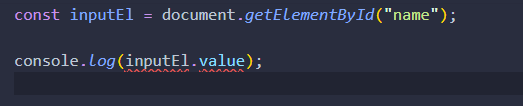 const inputEl = document.getElementById("name");
console.log(inputEl.value);